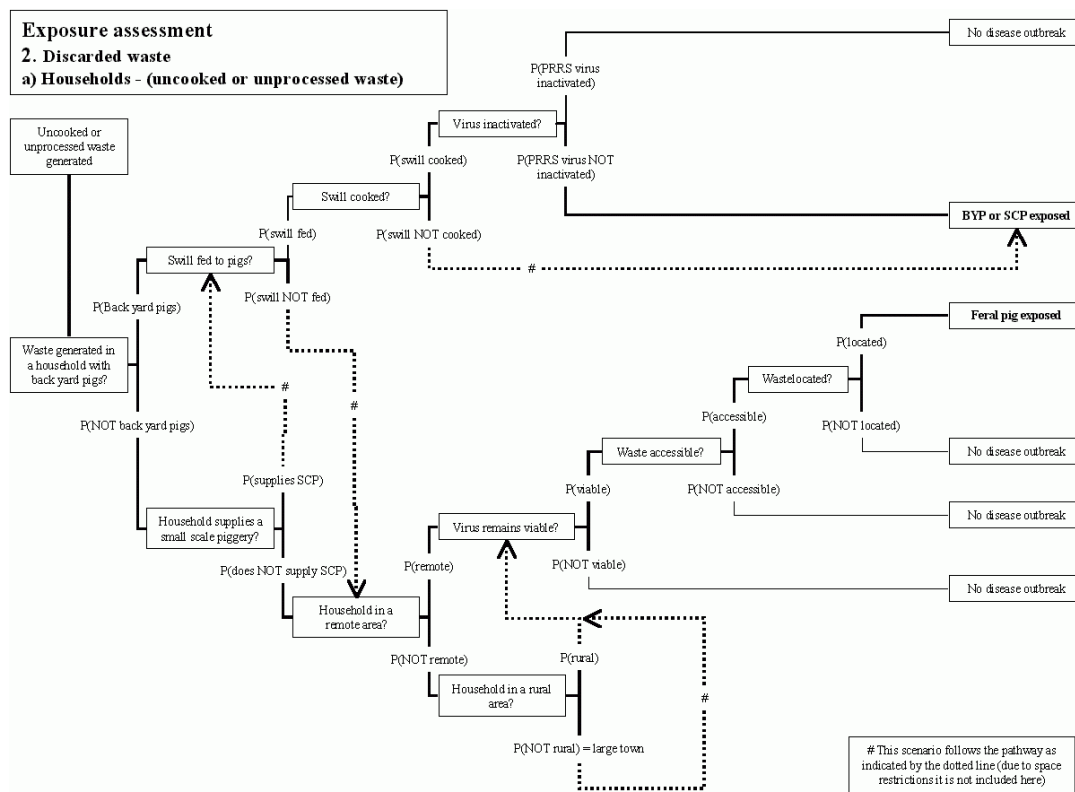 Exposure assessment
2. Discarded waste
a) Households - (uncooked or unprocessed waste)
No disease outbreak
P(PRRS virus
inactivated)
Uncooked or
unprocessed waste
generated
Virus inactivated?
P(swill cooked)
P(PRRS virus NOT
inactivated)
Swill cooked?
BYP or SCP exposed
P(swill fed)
P(swill NOT cooked)
Swill fed to pigs?
#
P(swill NOT fed)
P(Back yard pigs)
Feral pig exposed
P(located)
Waste generated in
a household with
back yard pigs?
Wastelocated?
#
#
P(accessible)
P(NOT back yard pigs)
P(NOT located)
Waste accessible?
No disease outbreak
P(supplies SCP)
P(viable)
P(NOT accessible)
Household supplies a
small scale piggery?
Virus remains viable?
No disease outbreak
P(does NOT supply SCP)
P(remote)
P(NOT viable)
No disease outbreak
Household in a
remote area?
P(NOT remote)
P(rural)
Household in a rural
area?
#
P(NOT rural) = large town
# This scenario follows the pathway as
indicated by the dotted line (due to space
restrictions it is not included here)